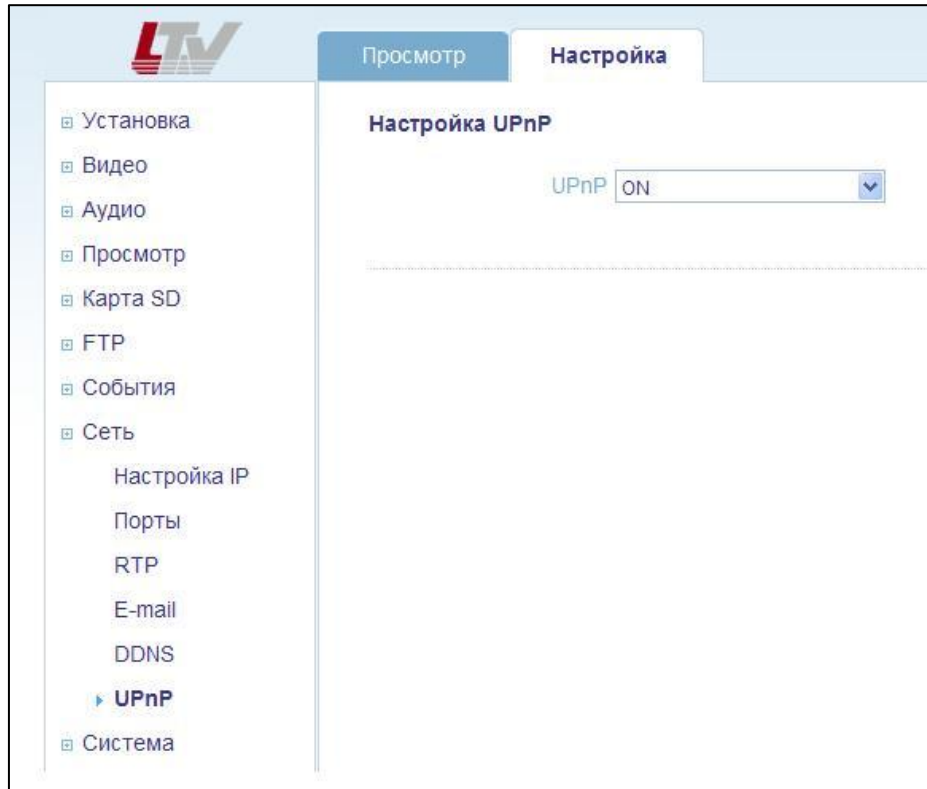 LTV
Просмотр
Настройка
Установка
Видео
Аудио
Просмотр
Карта SD
FTP
События
Сеть
Настройка IP
Порты
RTP
E-mail
DDNS
UPnP
Система
Настройка UPnP
UPnP ON